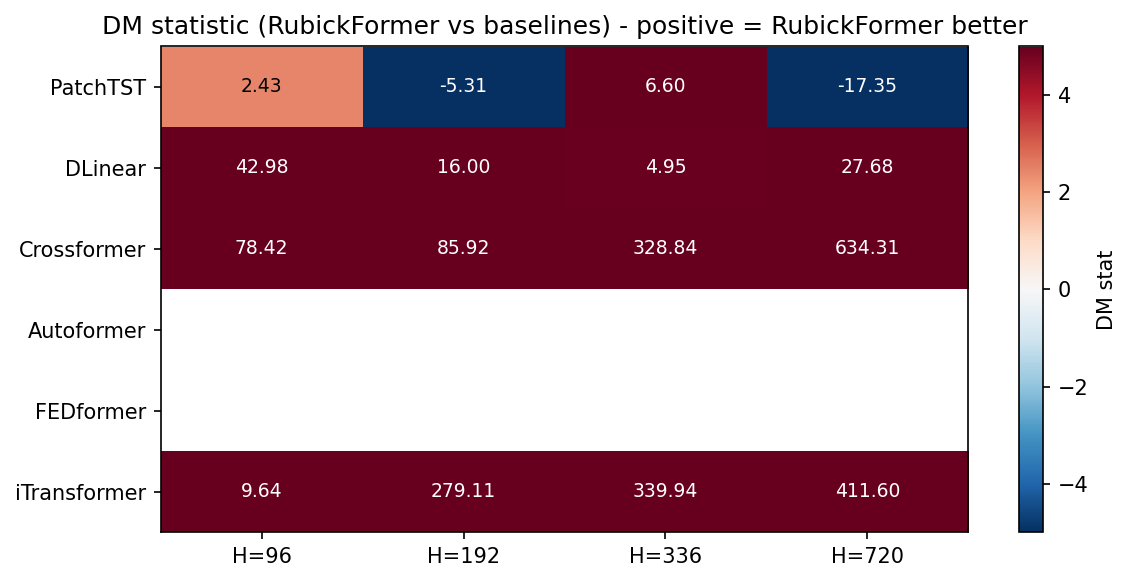 DM statistic (RubickFormer vs baselines) - positive = RubickFormer better
PatchTST 2.43 -5.31 6.60 -17.35
DLinear 42.98 16.00 4.95 27.68
Crossformer 78.42 85.92 328.84 634.31
Autoformer
FEDformer
iTransformer 9.64 279.11 339.94 411.60
H=96 H=192 H=336 H=720
4
2
0
−2
−4
DM stat